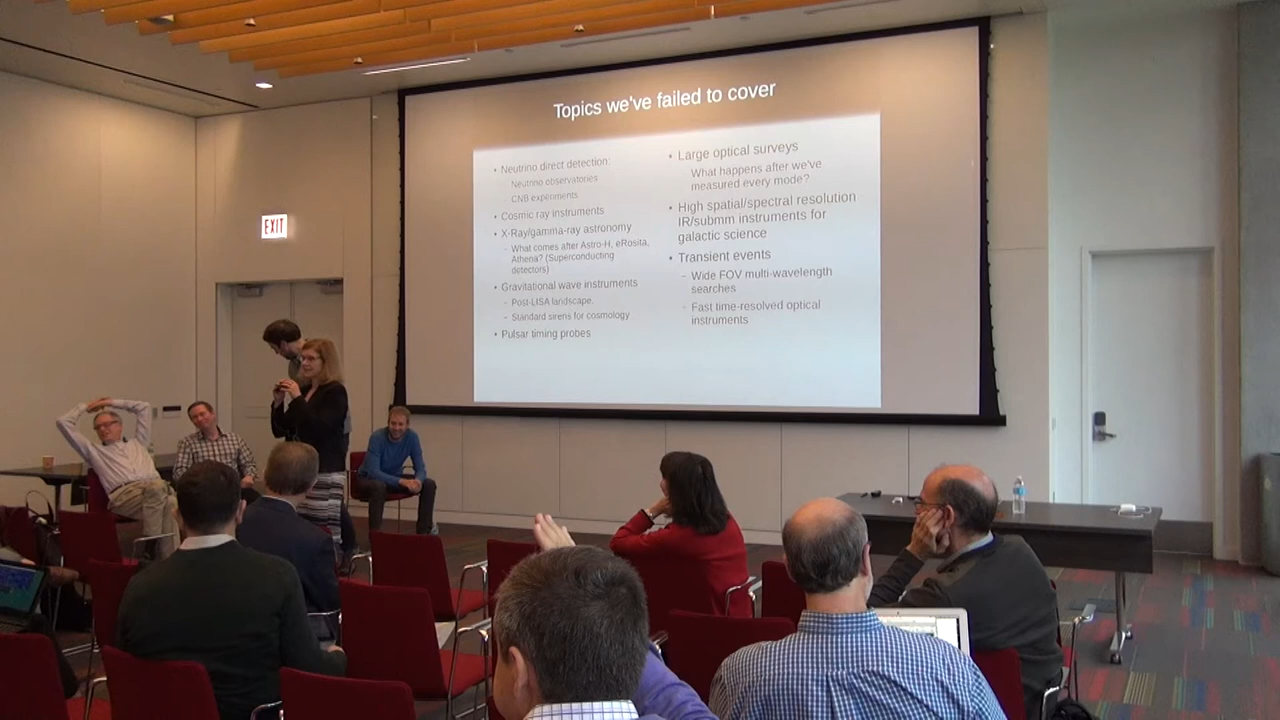 Topics we've failed to cover
• Neutrino direct detection:
Neutrino observatories
CNB experiments
• Cosmic ray instruments
• X-Ray/gamma-ray astronomy
– What comes after Astro-H, eRosita,
Athena? (Superconducting
detectors)
• Gravitational wave instruments
– Post-LISA landscape.
– Standard sirens for cosmology
• Pulsar timing probes
• Large optical surveys
What happens after we've
measured every mode?
• High spatial/spectral resolution
IR/submm instruments for
galactic science
• Transient events
– Wide FOV multi-wavelength
searches
– Fast time-resolved optical
instruments
EXIT